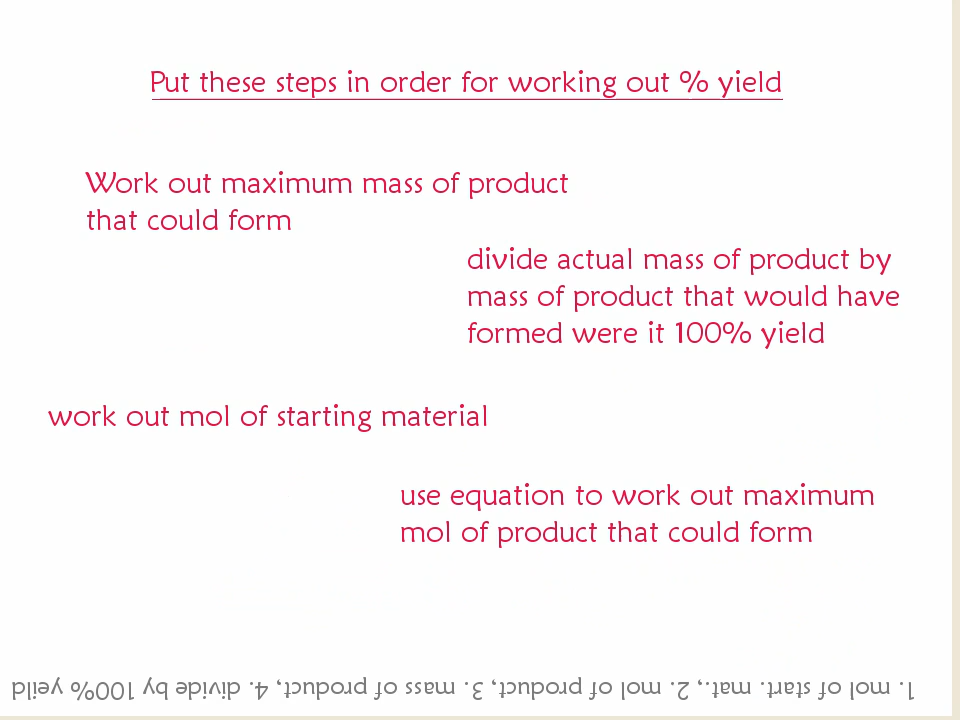 Put these steps in order for working out % yield
Work out maximum mass of product
that could form
divide actual mass of product by
mass of product that would have
formed were it 100% yield
work out mol of starting material
use equation to work out maximum
mol of product that could form
1. mol of start. mat., 2. mol of product, 3. mass of product, 4. divide by 100% yeild